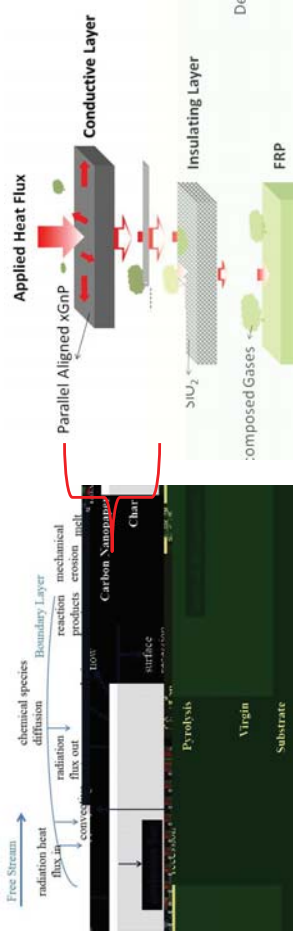 Free Stream
chemical species
diffusion
Boundary Layer
radiation heat
flux in
radiation
flux out
reaction
products
mechanical
erosion
melt
Carbon Nanopaper
Char
surface
Pyrolysis
Virgin
Substrate
Applied Heat Flux
Parallel Aligned xGnP
Conductive Layer
SiO₂
Insulating Layer
composed Gases
FRP
De